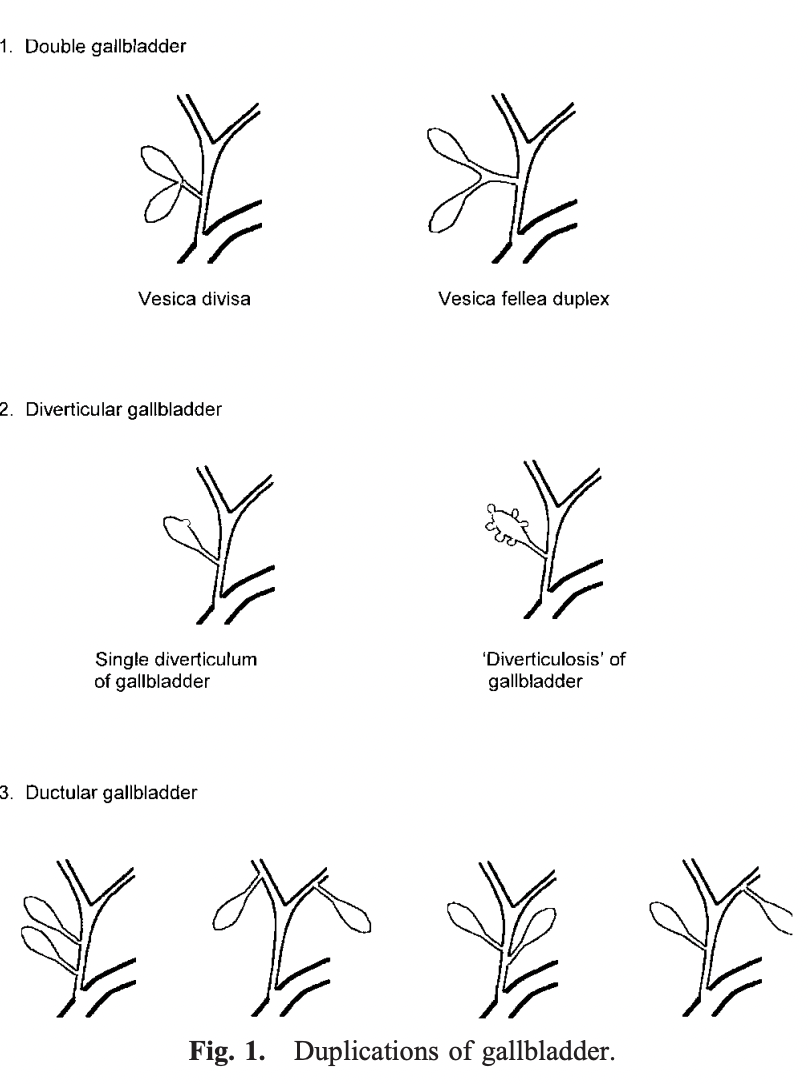 1. Double gallbladder
Vesica divisa
Vesica fellea duplex
2. Diverticular gallbladder
Single diverticulum
of gallbladder
'Diverticulosis' of
gallbladder
3. Ductular gallbladder
Fig. 1. Duplications of gallbladder.